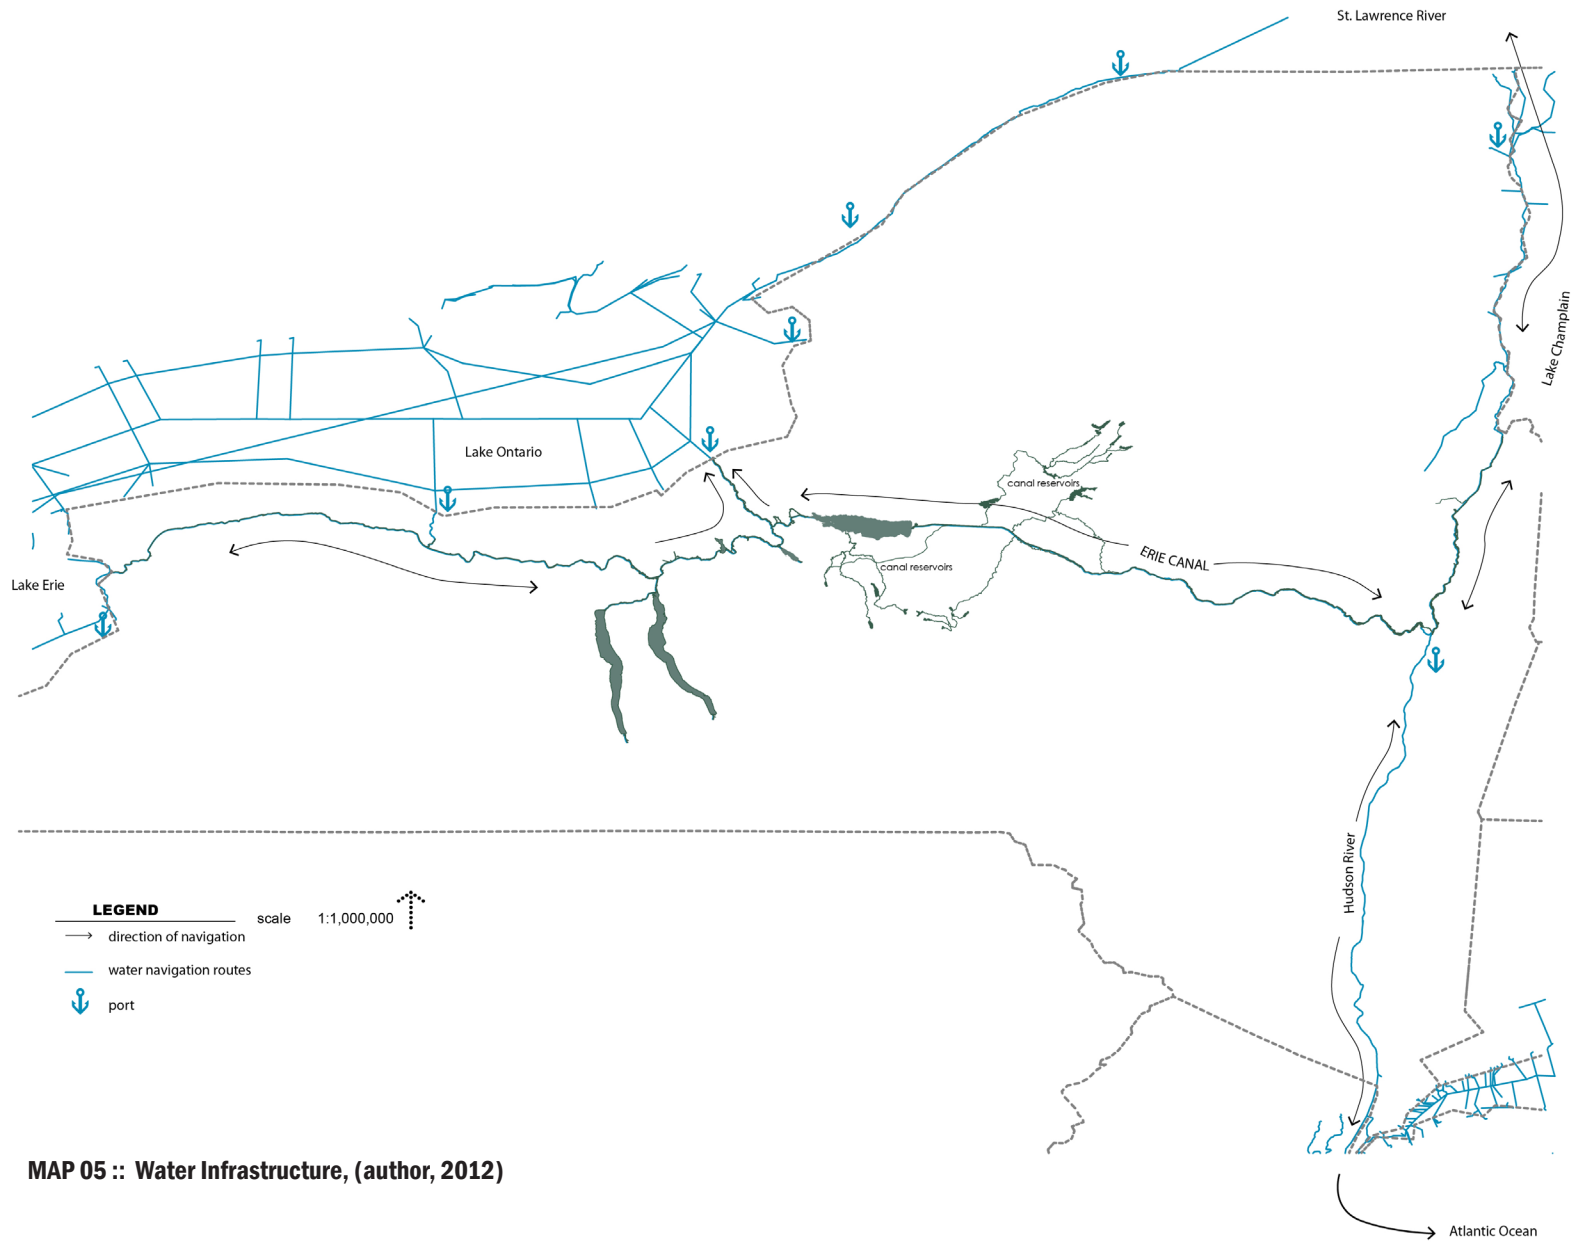 St. Lawrence River
Lake Champlain
Lake Ontario
canal reservoirs
canal reservoirs
ERIE CANAL
Lake Erie
Hudson River
LEGEND
scale 1:1,000,000
direction of navigation
water navigation routes
port
MAP 05 :: Water Infrastructure, (author, 2012)
Atlantic Ocean